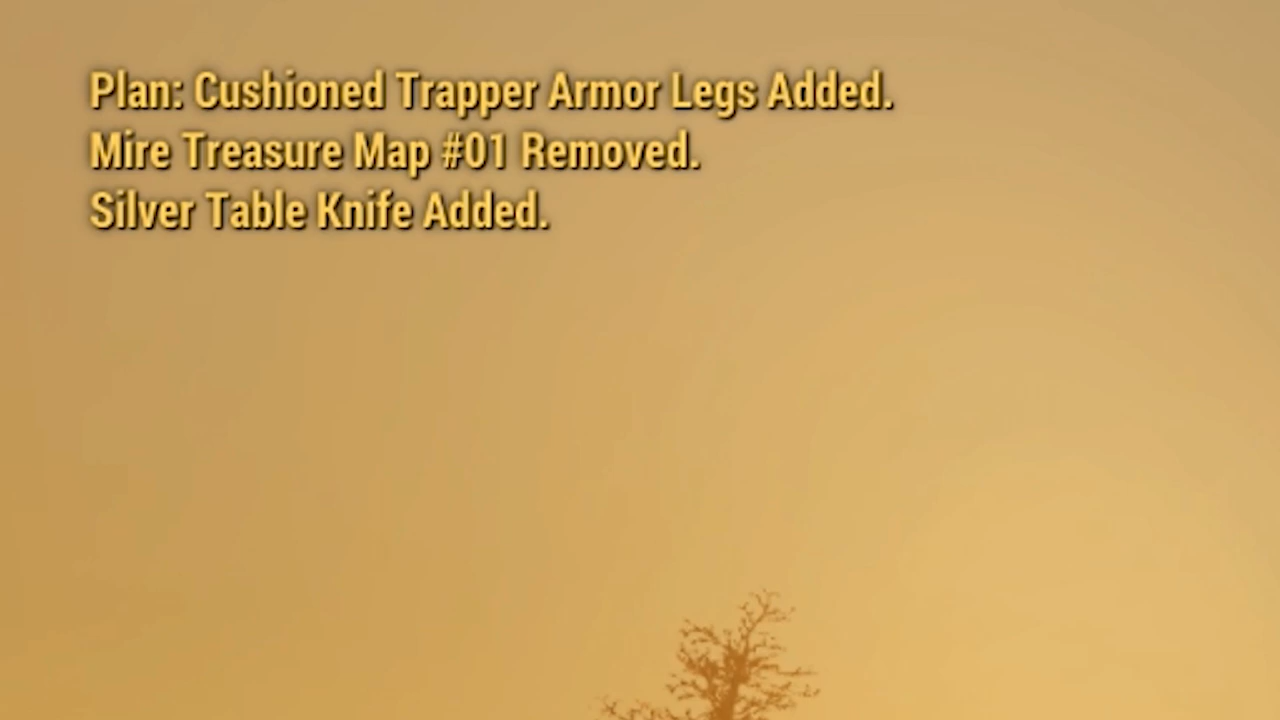 Plan: Cushioned Trapper Armor Legs Added.
Mire Treasure Map #01 Removed.
Silver Table Knife Added.